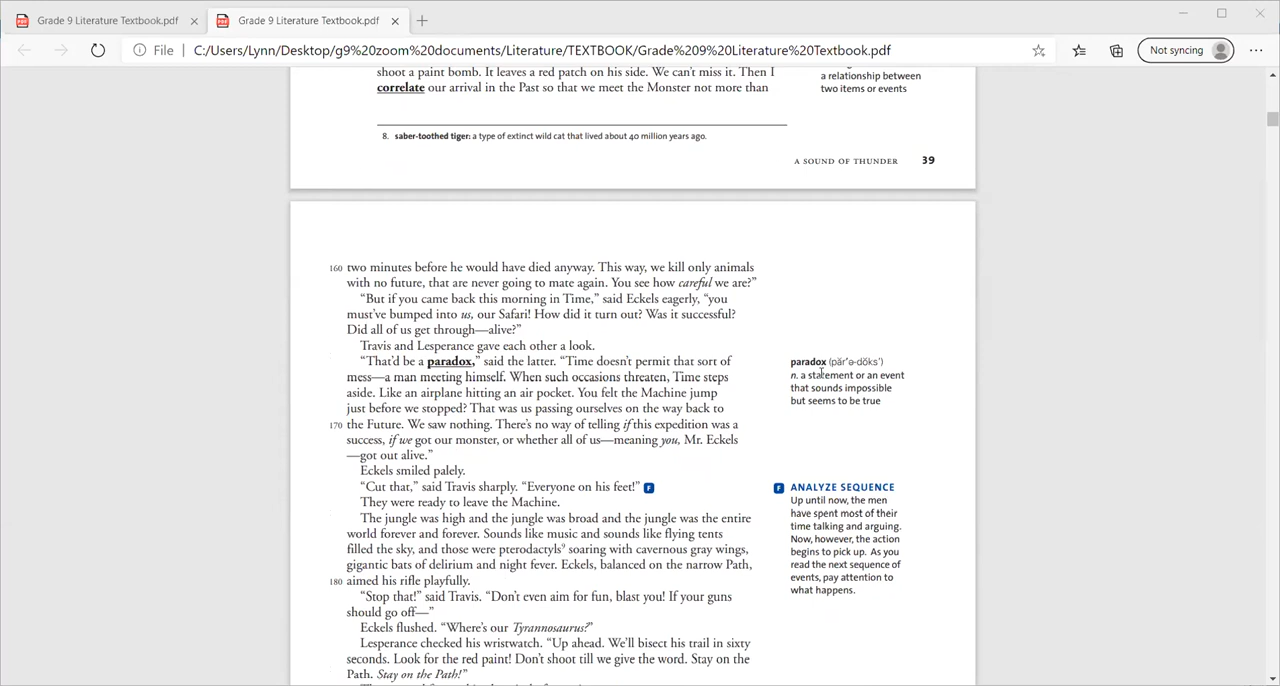 Grade 9 Literature Textbook.pdf
Grade 9 Literature Textbook.pdf
File C:/Users/Lynn/Desktop/g9%20zoom%20documents/Literature/TEXTBOOK/Grade%209%20Literature%20Textbook.pdf
Not syncing
shoot a paint bomb. It leaves a red patch on his side. We can't miss it. Then I
correlate our arrival in the Past so that we meet the Monster not more than
a relationship between
two items or events
8. saber-toothed tiger: a type of extinct wild cat that lived about 40 million years ago.
A SOUND OF THUNDER 39
160 two minutes before he would have died anyway. This way, we kill only animals
with no future, that are never going to mate again. You see how careful we are?”
“But if you came back this morning in Time,” said Eckels eagerly, “you
must’ve bumped into us, our Safari! How did it turn out? Was it successful?
Did all of us get through—alive?”
Travis and Lesperance gave each other a look.
“That’d be a paradox,” said the latter. “Time doesn’t permit that sort of
mess—a man meeting himself. When such occasions threaten, Time steps
aside. Like an airplane hitting an air pocket. You felt the Machine jump
just before we stopped? That was us passing ourselves on the way back to
170 the Future. We saw nothing. There’s no way of telling if this expedition was a
success, if we got our monster, or whether all of us—meaning you, Mr. Eckels
—got out alive.”
Eckels smiled palely.
“Cut that,” said Travis sharply. “Everyone on his feet!” F
They were ready to leave the Machine.
The jungle was high and the jungle was broad and the jungle was the entire
world forever and forever. Sounds like music and sounds like flying tents
filled the sky, and those were pterodactyls9 soaring with cavernous gray wings,
gigantic bats of delirium and night fever. Eckels, balanced on the narrow Path,
180 aimed his rifle playfully.
“Stop that!” said Travis. “Don’t even aim for fun, blast you! If your guns
should go off—”
Eckels flushed. “Where’s our Tyrannosaurus?”
Lesperance checked his wristwatch. “Up ahead. We’ll bisect his trail in sixty
seconds. Look for the red paint! Don’t shoot till we give the word. Stay on the
Path. Stay on the Path!”
paradox (păr′ə-dŏks′)
n. a statement or an event
that sounds impossible
but seems to be true
F ANALYZE SEQUENCE
Up until now, the men
have spent most of their
time talking and arguing.
Now, however, the action
begins to pick up. As you
read the next sequence of
events, pay attention to
what happens.